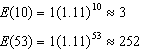 E(10) = 1(1.11)^10 ≈ 3
E(53) = 1(1.11)^53 ≈ 252